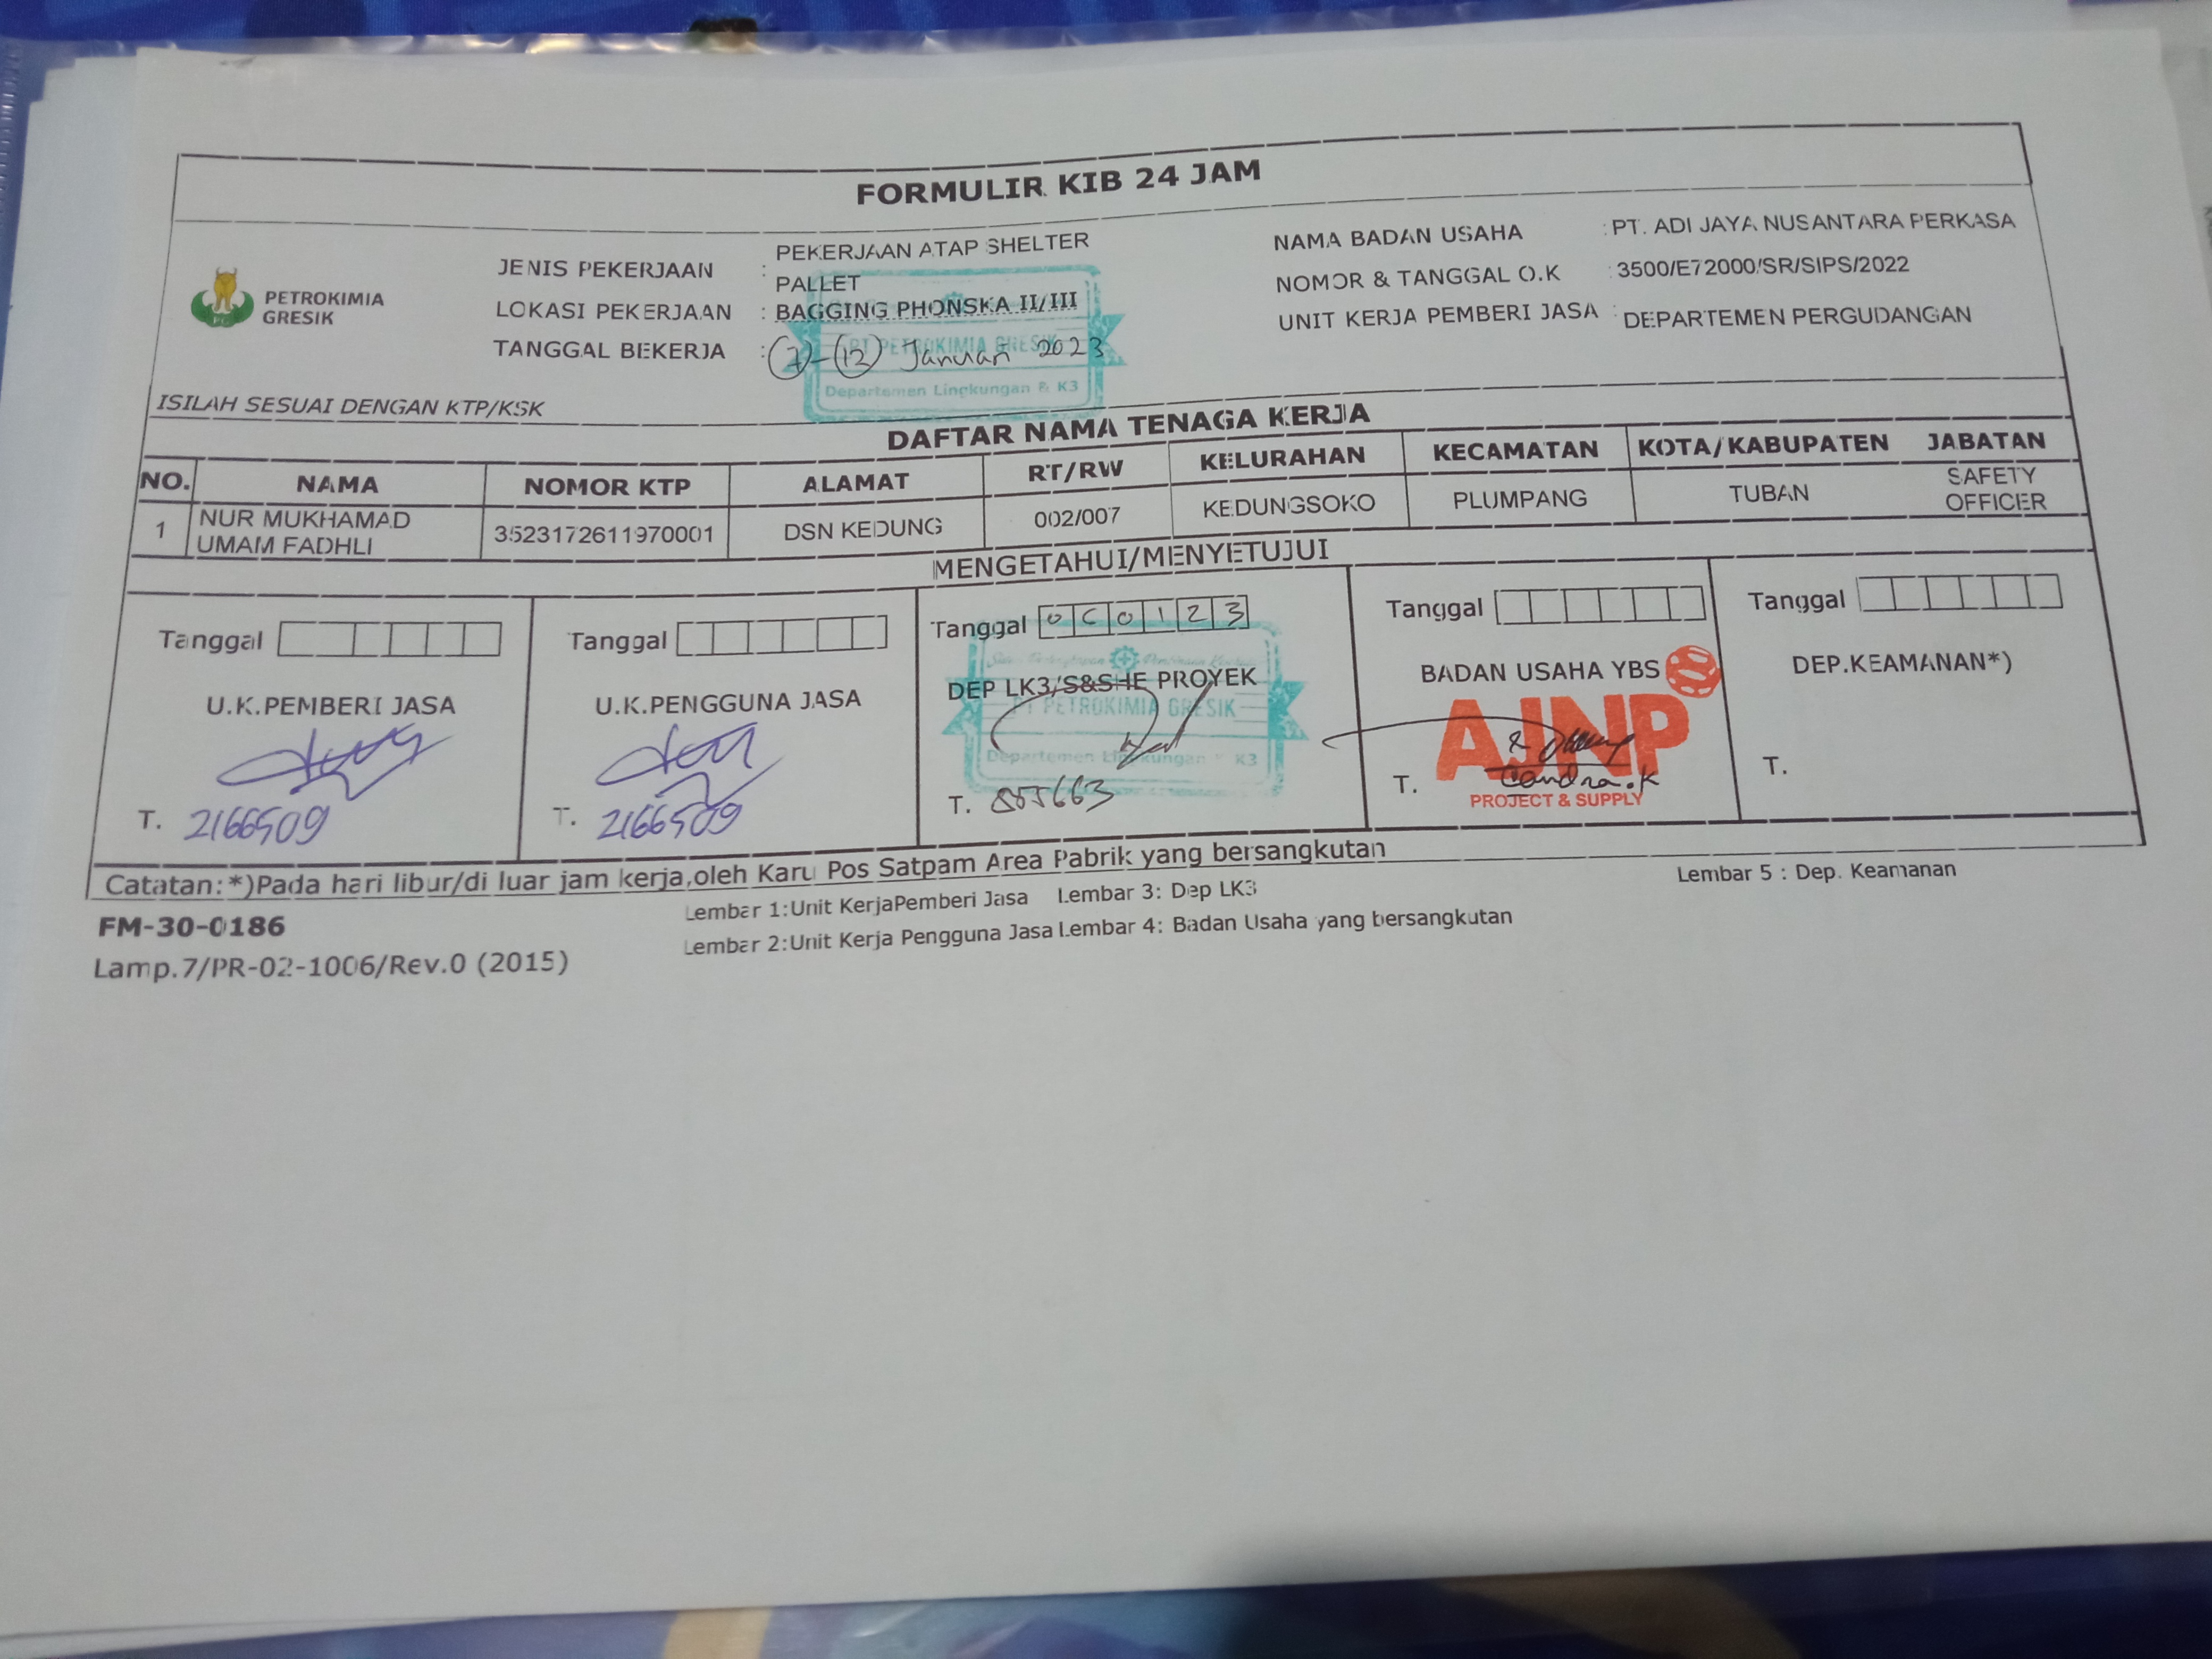 FORMULIR KIB 24 JAM
PETROKIMIA
GRESIK
JENIS PEKERJAAN : PEKERJAAN ATAP SHELTER
PALLET
LOKASI PEKERJAAN : BAGGING PHONSKA II/III
TANGGAL BEKERJA : 7 - 12 Januari 2023
PT PETROKIMIA GRESIK
Departemen Lingkungan & K3
NAMA BADAN USAHA : PT. ADI JAYA NUSANTARA PERKASA
NOMOR & TANGGAL O.K : 3500/E72000/SR/SIPS/2022
UNIT KERJA PEMBERI JASA : DEPARTEMEN PERGUDANGAN
ISILAH SESUAI DENGAN KTP/KSK
DAFTAR NAMA TENAGA KERJA
NO. NAMA NOMOR KTP ALAMAT RT/RW KELURAHAN KECAMATAN KOTA/KABUPATEN JABATAN
1 NUR MUKHAMAD UMAM FADHLI 3523172611970001 DSN KEDUNG 002/007 KEDUNGSOKO PLUMPANG TUBAN SAFETY OFFICER
MENGETAHUI/MENYETUJUI
Tanggal
U.K.PEMBERI JASA
T. 2166509
Tanggal
U.K.PENGGUNA JASA
T. 2166509
Tanggal
DEP LK3/S&SHE PROYEK
PT PETROKIMIA GRESIK
Departemen Lingkungan & K3
T.
Tanggal
BADAN USAHA YBS
AJNP
Candra.K
T.
PROJECT & SUPPLY
Tanggal
DEP.KEAMANAN*)
T.
Catatan:*)Pada hari libur/di luar jam kerja,oleh Karu Pos Satpam Area Pabrik yang bersangkutan
FM-30-0186
Lamp.7/PR-02-1006/Rev.0 (2015)
Lembar 1:Unit KerjaPemberi Jasa Lembar 3: Dep LK3
Lembar 2:Unit Kerja Pengguna Jasa Lembar 4: Badan Usaha yang bersangkutan
Lembar 5 : Dep. Keamanan